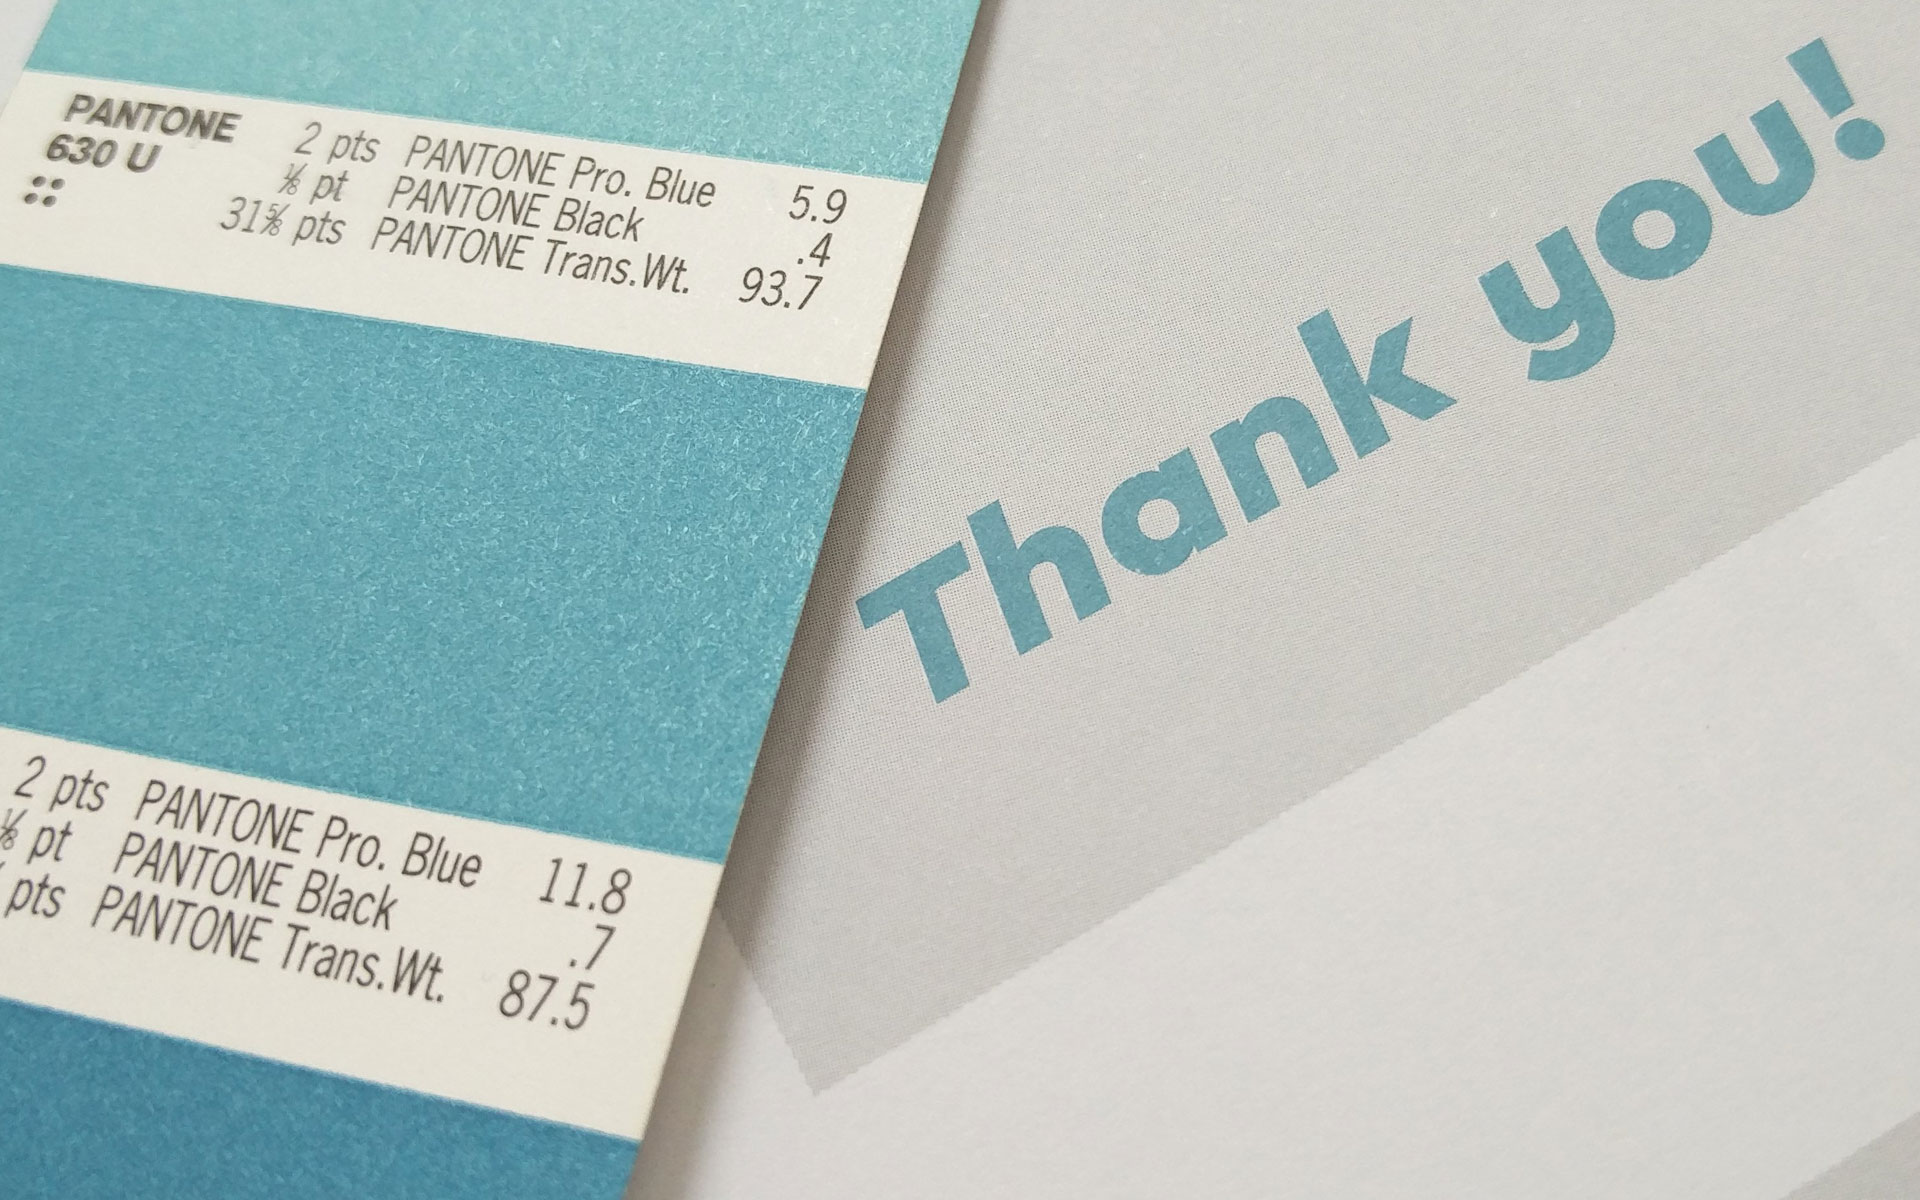 PANTONE
630 U
2 pts PANTONE Pro. Blue 5.9
⅛ pt PANTONE Black .4
31⅝ pts PANTONE Trans.Wt. 93.7
2 pts PANTONE Pro. Blue 11.8
⅛ pt PANTONE Black .7
pts PANTONE Trans.Wt. 87.5
Thank you!